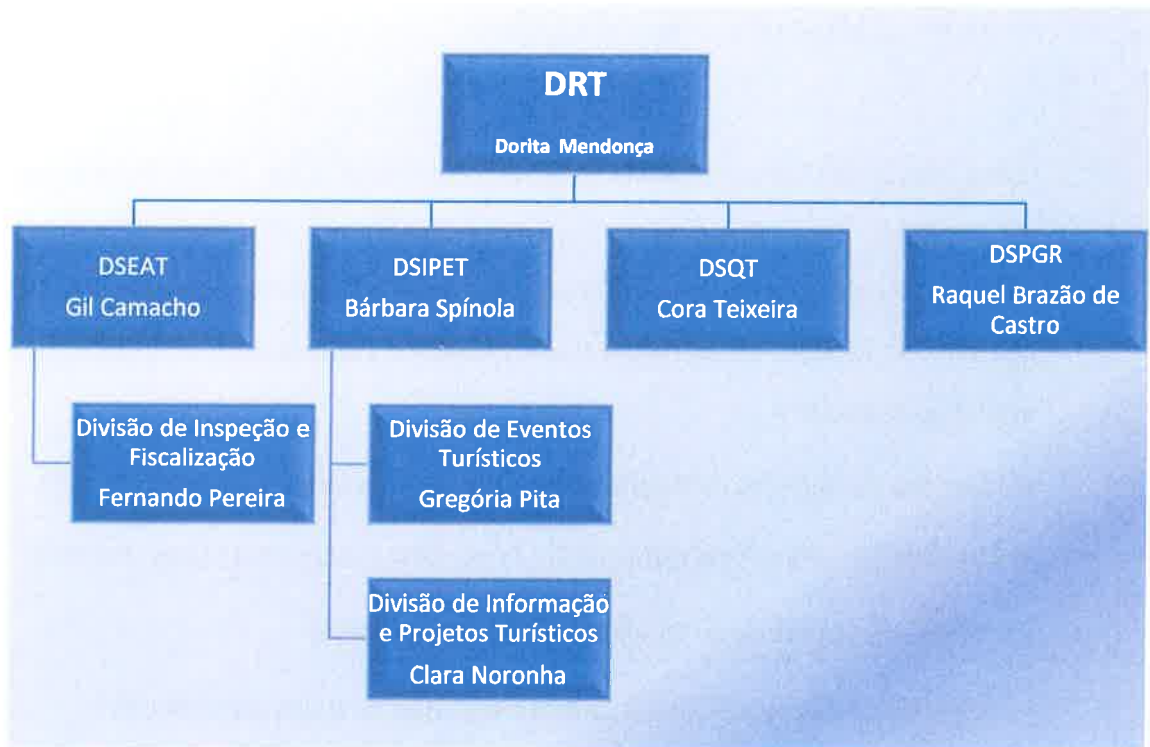 DRT
Dorita Mendonça
DSEAT
Gil Camacho
DSIPET
Bárbara Spínola
DSQT
Cora Teixeira
DSPGR
Raquel Brazão de
Castro
Divisão de Inspeção e
Fiscalização
Fernando Pereira
Divisão de Eventos
Turísticos
Gregória Pita
Divisão de Informação
e Projetos Turísticos
Clara Noronha